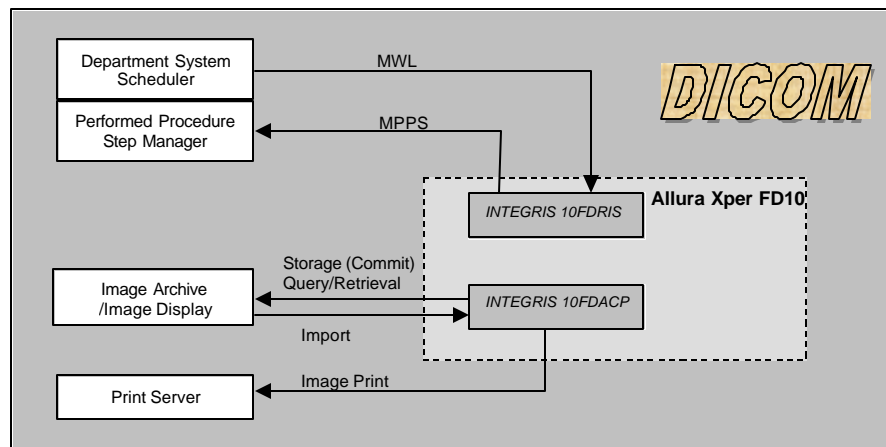 Department System
Scheduler
MWL
DICOM
Performed Procedure
Step Manager
MPPS
Allura Xper FD10
INTEGRIS 10FDRIS
Storage (Commit)
Query/Retrieval
Image Archive
/Image Display
INTEGRIS 10FDACP
Import
Image Print
Print Server